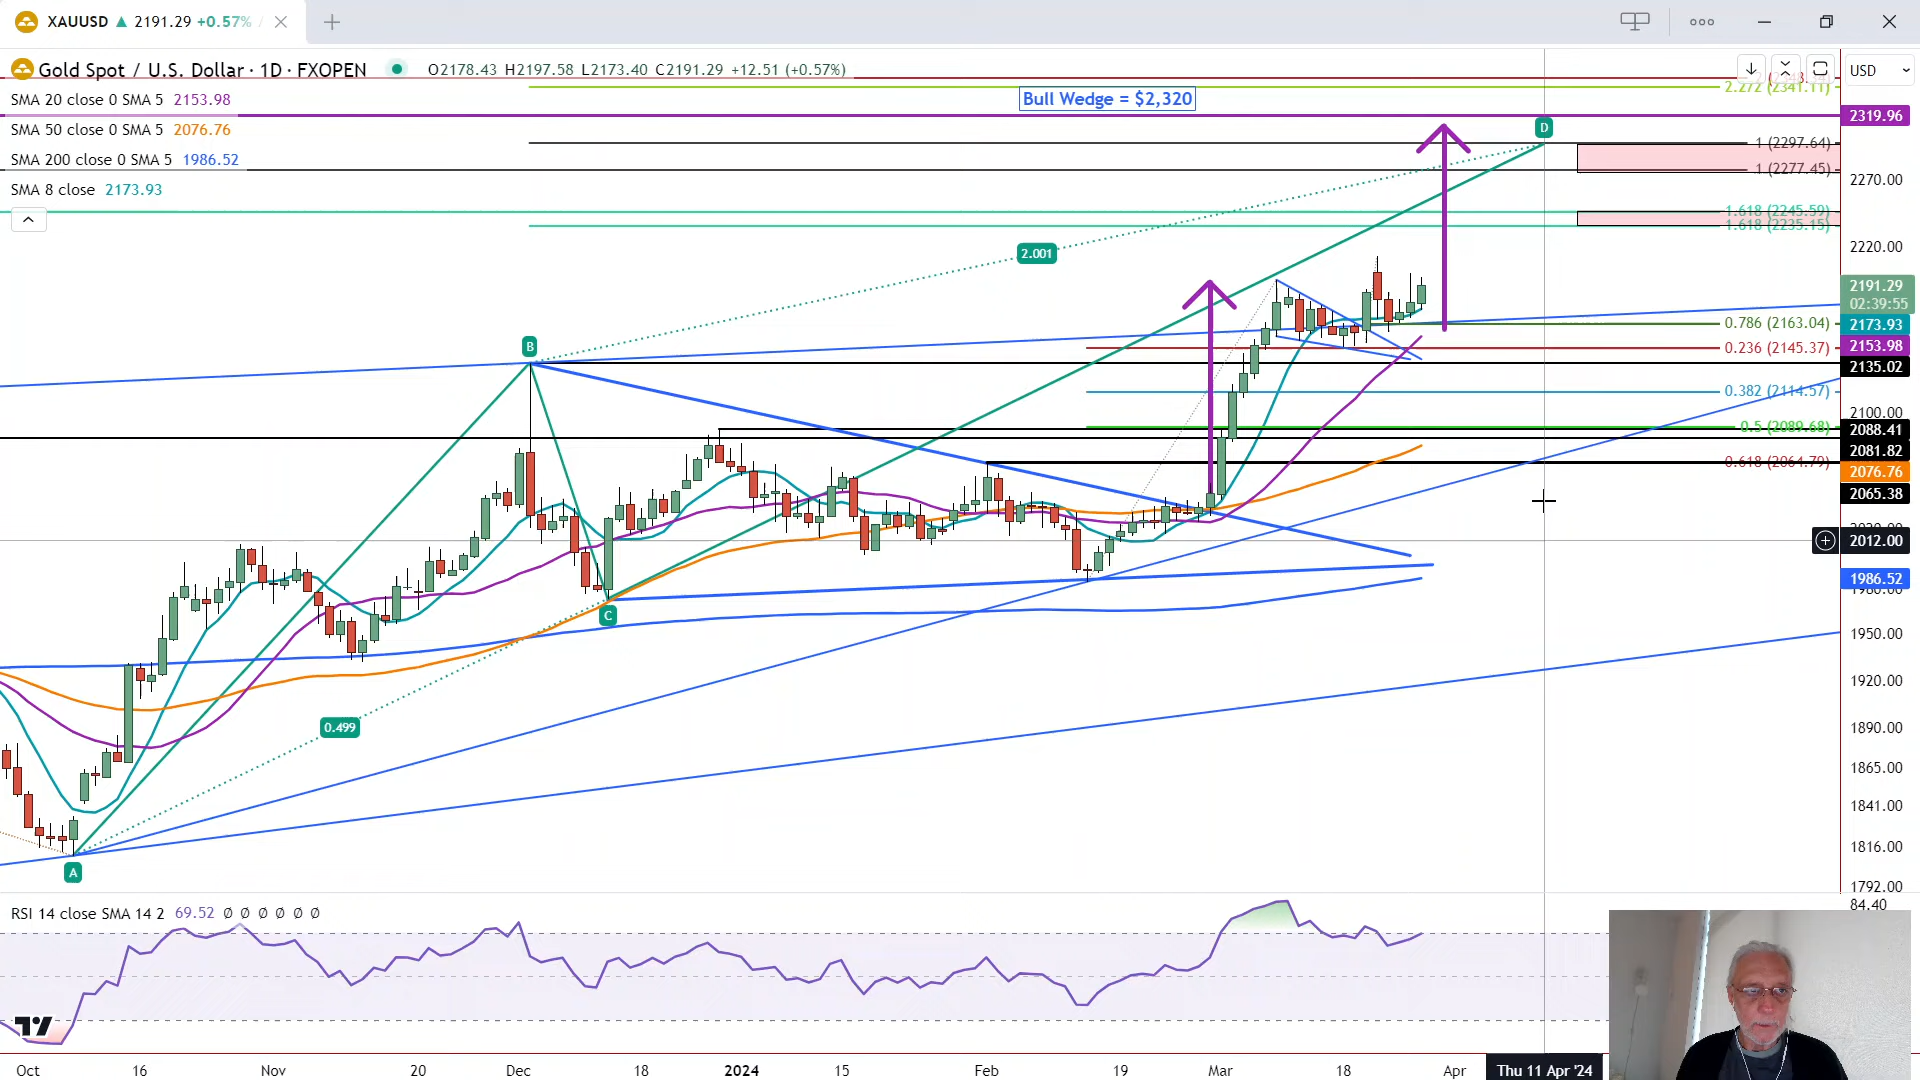 XAUUSD ▲ 2191.29 +0.57% /
Gold Spot / U.S. Dollar · 1D · FXOPEN O2178.43 H2197.58 L2173.40 C2191.29 +12.51 (+0.57%)
USD
SMA 20 close 0 SMA 5 2153.98
SMA 50 close 0 SMA 5 2076.76
SMA 200 close 0 SMA 5 1986.52
SMA 8 close 2173.93
Bull Wedge = $2,320
2.272 (2341.11)
2319.96
D
1 (2297.64)
1 (2277.45)
2270.00
1.618 (2245.59)
1.618 (2235.15)
2220.00
2.001
2191.29
02:39:55
0.786 (2163.04)
2173.93
B
0.236 (2145.37)
2153.98
2135.02
0.382 (2114.57)
2100.00
0.5 (2089.68)
2088.41
2081.82
0.618 (2064.79)
2076.76
2065.38
2012.00
1986.52
C
1950.00
1920.00
0.499
1890.00
1865.00
1841.00
1816.00
A
1792.00
84.40
RSI 14 close SMA 14 2 69.52 Ø Ø Ø Ø Ø Ø
Oct 16 Nov 20 Dec 18 2024 15 Feb 19 Mar 18 Apr Thu 11 Apr '24